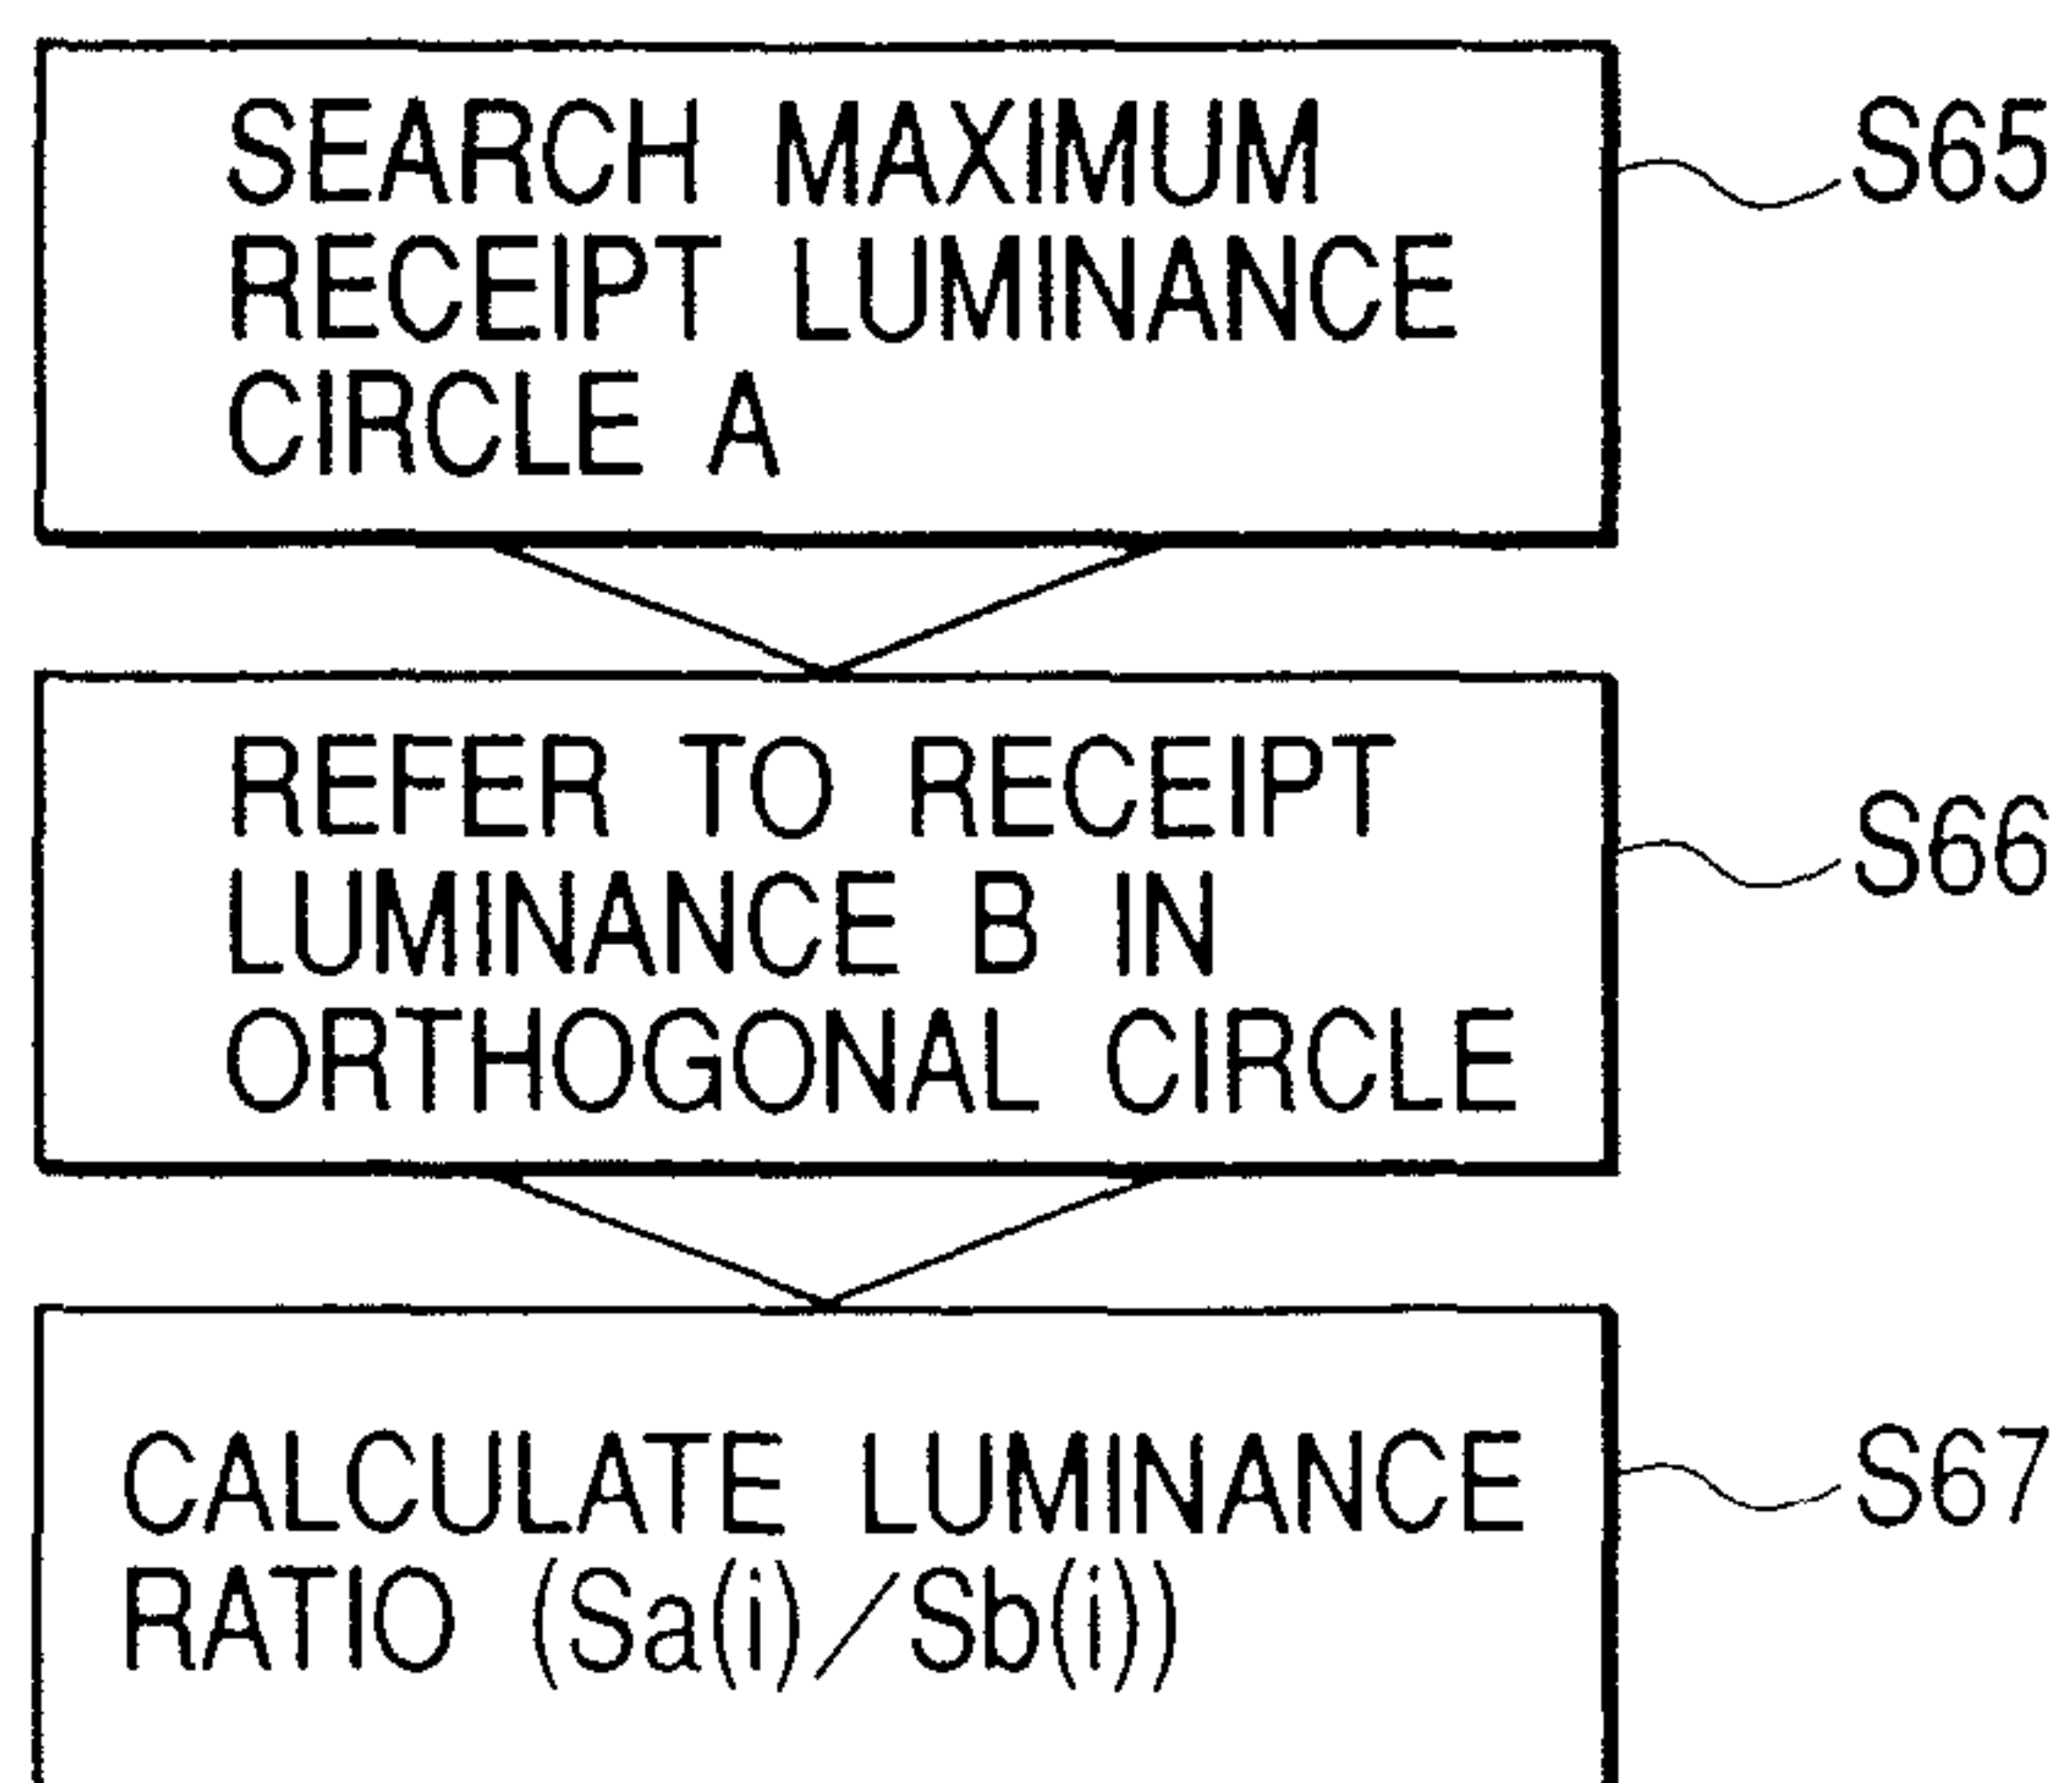 SEARCH MAXIMUM
RECEIPT LUMINANCE
CIRCLE A
S65
REFER TO RECEIPT
LUMINANCE B IN
ORTHOGONAL CIRCLE
S66
CALCULATE LUMINANCE
RATIO (Sa(i)/Sb(i))
S67